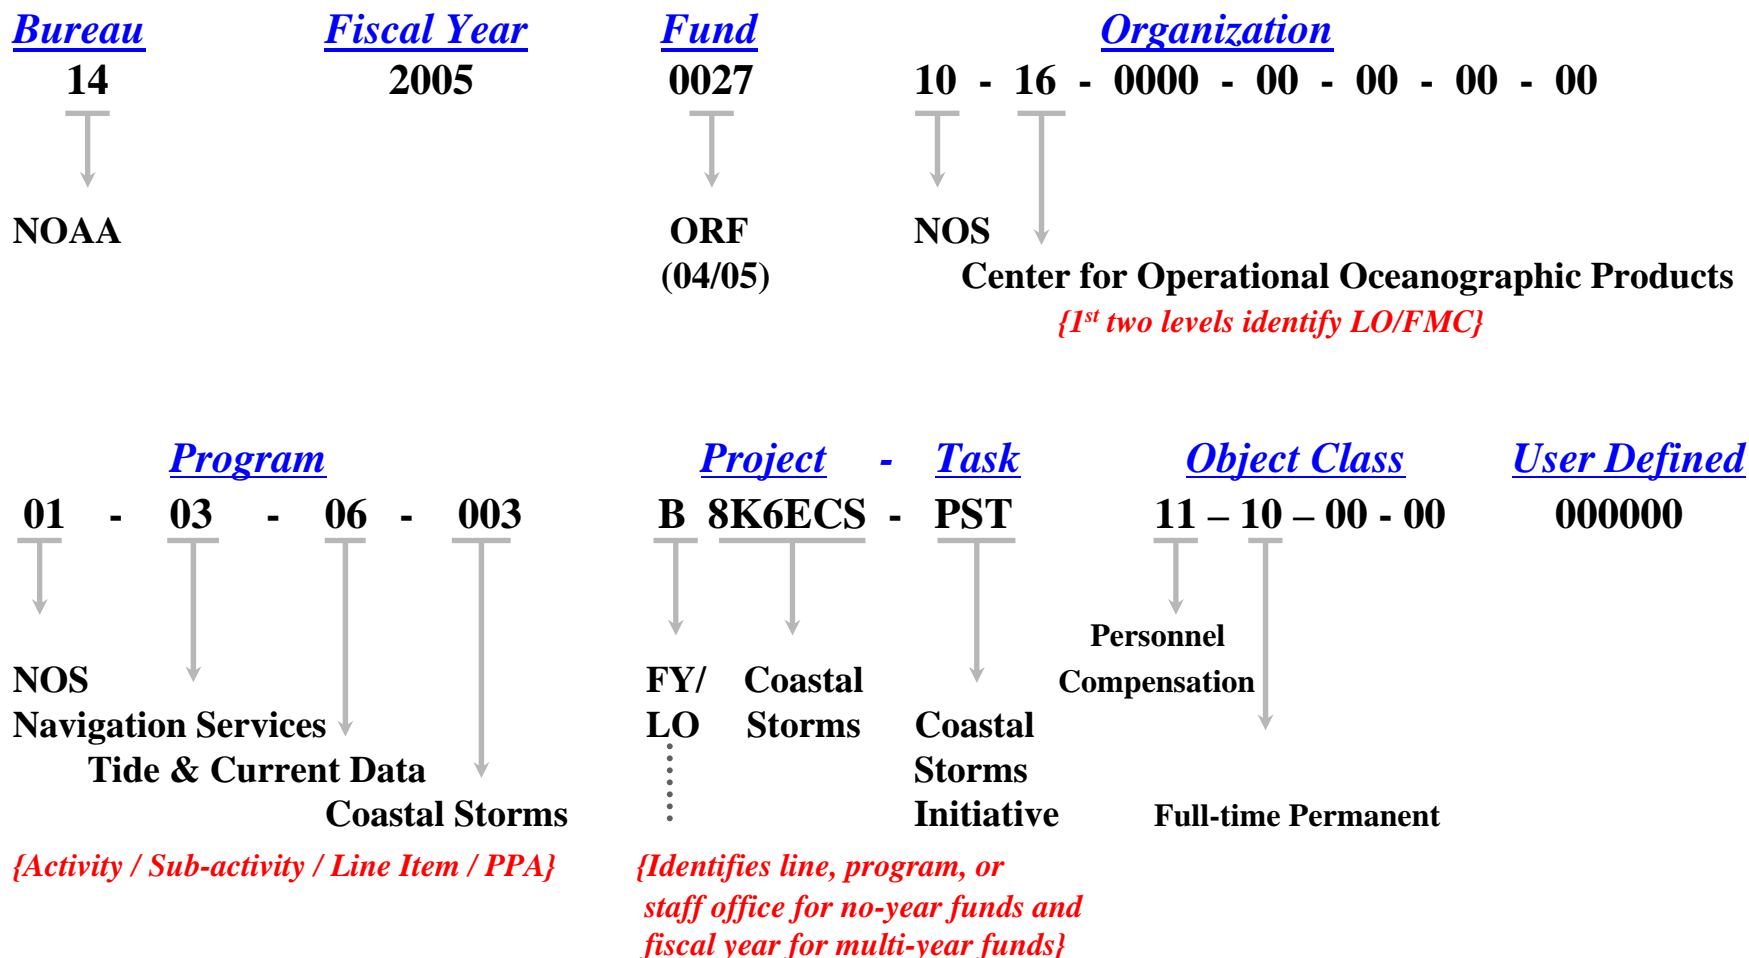 Bureau Fiscal Year Fund Organization
14 2005 0027 10 - 16 - 0000 - 00 - 00 - 00 - 00
NOAA ORF NOS
(04/05) Center for Operational Oceanographic Products
{1st two levels identify LO/FMC}
Program Project - Task Object Class User Defined
01 - 03 - 06 - 003 B 8K6ECS - PST 11 – 10 – 00 - 00 000000
Personnel
NOS FY/ Coastal Compensation
Navigation Services LO Storms Coastal
Tide & Current Data Storms
Coastal Storms Initiative Full-time Permanent
{Activity / Sub-activity / Line Item / PPA} {Identifies line, program, or
staff office for no-year funds and
fiscal year for multi-year funds}